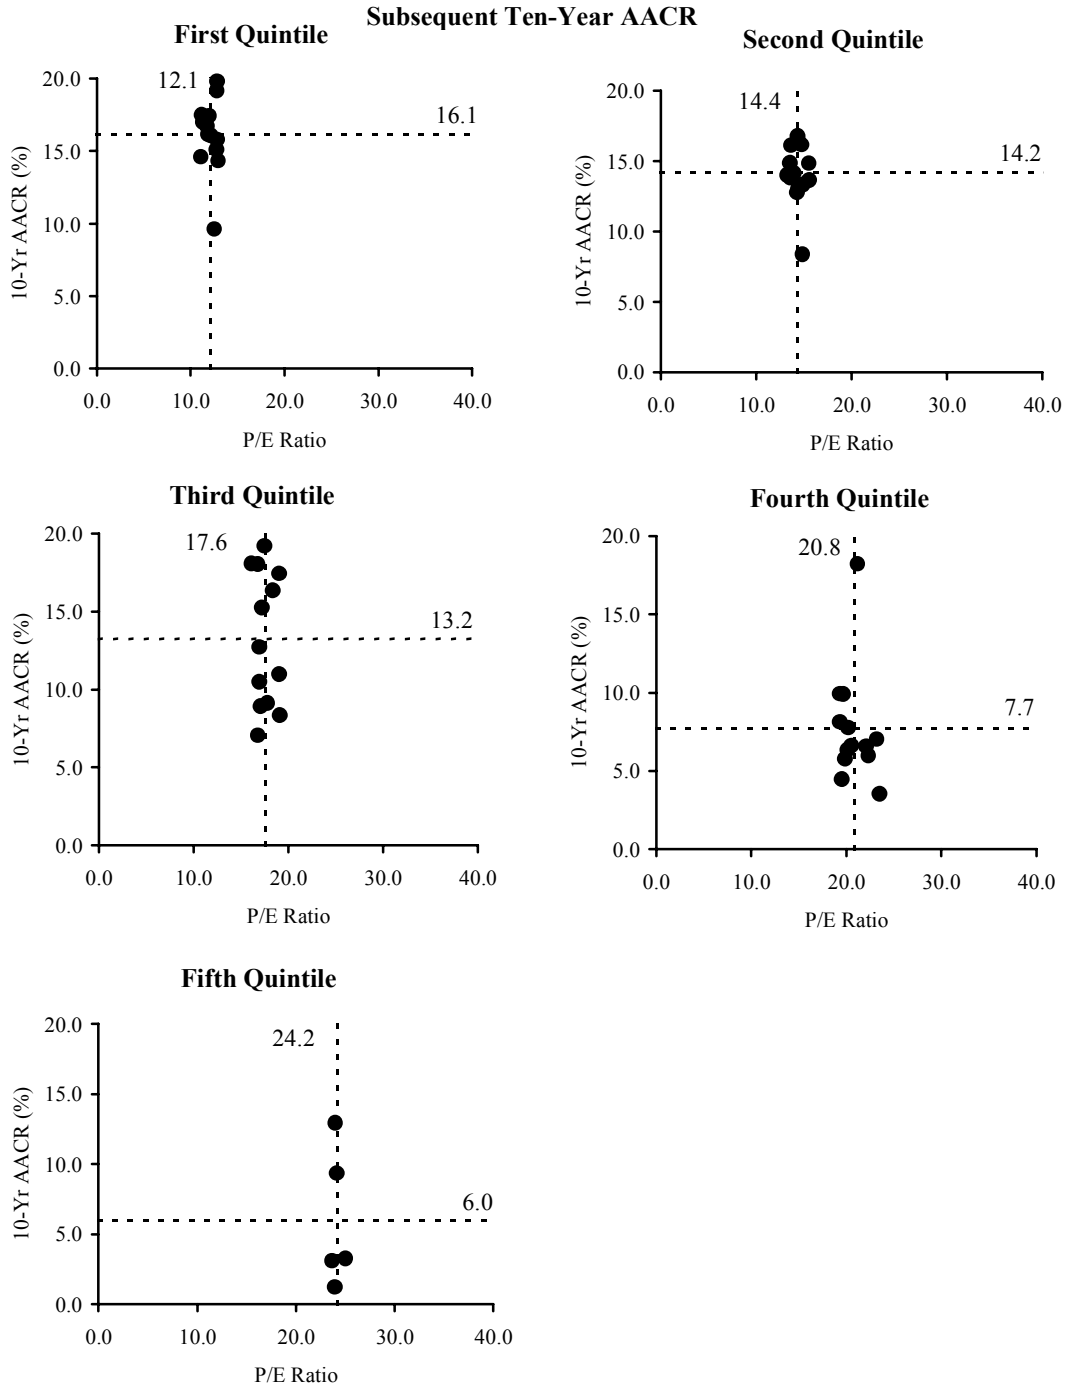 Subsequent Ten-Year AACR
First Quintile
12.1
16.1
20.0
15.0
10.0
5.0
0.0
10-Yr AACR (%)
0.0 10.0 20.0 30.0 40.0
P/E Ratio
Second Quintile
14.4
14.2
20.0
15.0
10.0
5.0
0.0
10-Yr AACR (%)
0.0 10.0 20.0 30.0 40.0
P/E Ratio
Third Quintile
17.6
13.2
20.0
15.0
10.0
5.0
0.0
10-Yr AACR (%)
0.0 10.0 20.0 30.0 40.0
P/E Ratio
Fourth Quintile
20.8
7.7
20.0
15.0
10.0
5.0
0.0
10-Yr AACR (%)
0.0 10.0 20.0 30.0 40.0
P/E Ratio
Fifth Quintile
24.2
6.0
20.0
15.0
10.0
5.0
0.0
10-Yr AACR (%)
0.0 10.0 20.0 30.0 40.0
P/E Ratio